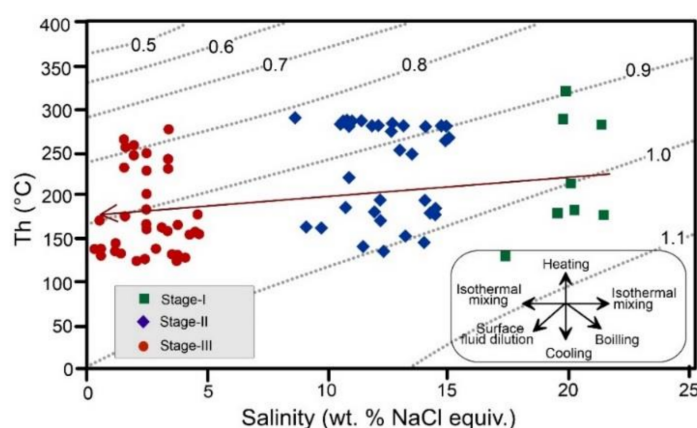 400
350
300
250
200
150
100
50
0
Th (°C)
0.5
0.6
0.7
0.8
0.9
1.0
1.1
Stage-I
Stage-II
Stage-III
Heating
Isothermal
mixing
Isothermal
mixing
Surface
fluid dilution
Boilling
Cooling
0
5
10
15
20
25
Salinity (wt. % NaCl equiv.)